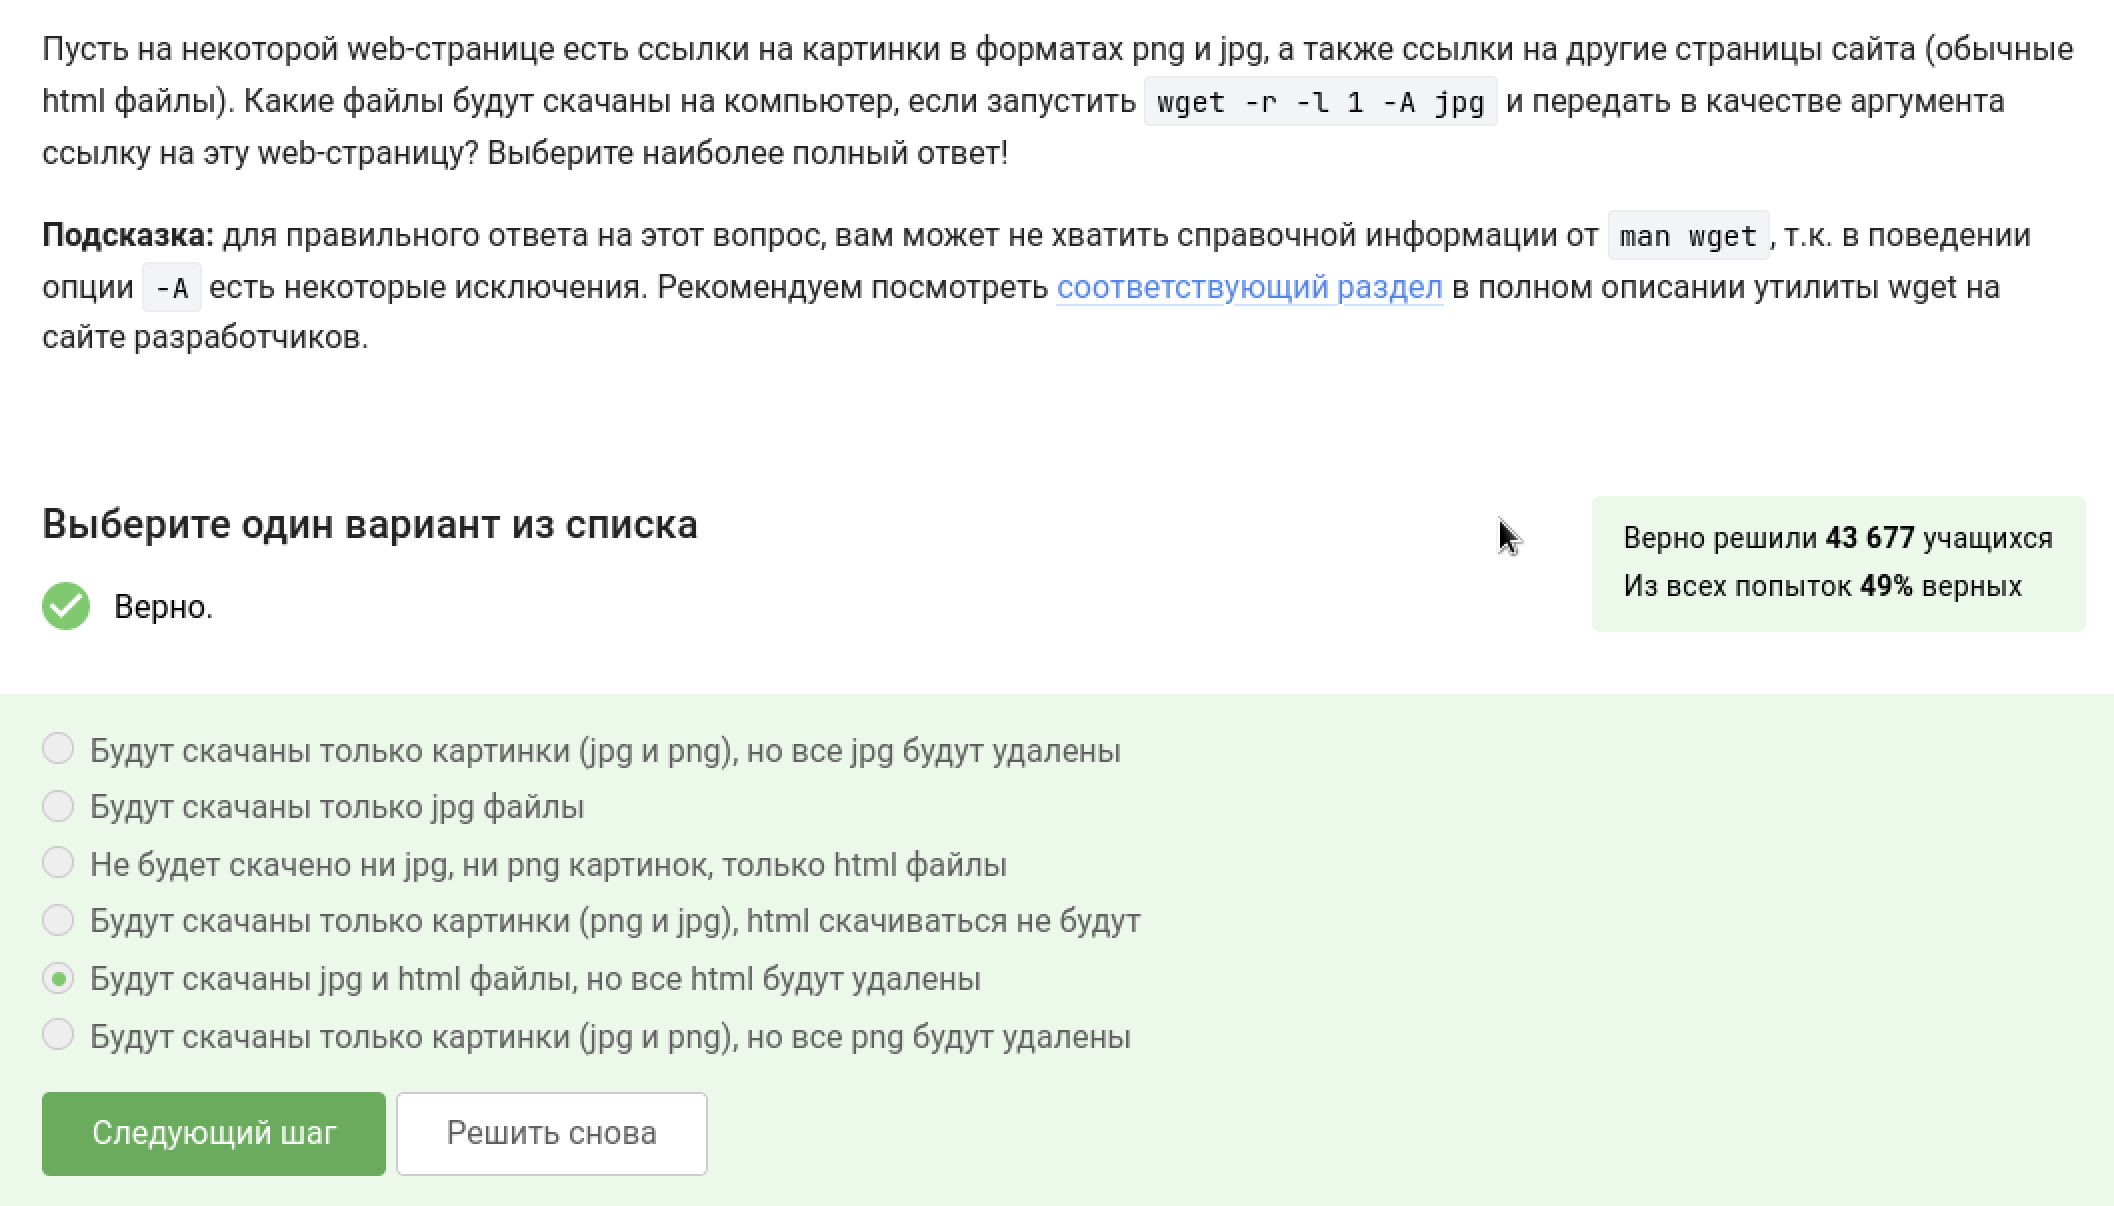 Пусть на некоторой web-странице есть ссылки на картинки в форматах png и jpg, а также ссылки на другие страницы сайта (обычные
html файлы). Какие файлы будут скачаны на компьютер, если запустить wget -r -l 1 -A jpg и передать в качестве аргумента
ссылку на эту web-страницу? Выберите наиболее полный ответ!
Подсказка: для правильного ответа на этот вопрос, вам может не хватить справочной информации от man wget, т.к. в поведении
опции -A есть некоторые исключения. Рекомендуем посмотреть соответствующий раздел в полном описании утилиты wget на
сайте разработчиков.
Выберите один вариант из списка
Верно решили 43 677 учащихся
Из всех попыток 49% верных
Верно.
Будут скачаны только картинки (jpg и png), но все jpg будут удалены
Будут скачаны только jpg файлы
Не будет скачено ни jpg, ни png картинок, только html файлы
Будут скачаны только картинки (png и jpg), html скачиваться не будут
Будут скачаны jpg и html файлы, но все html будут удалены
Будут скачаны только картинки (jpg и png), но все png будут удалены
Следующий шаг
Решить снова